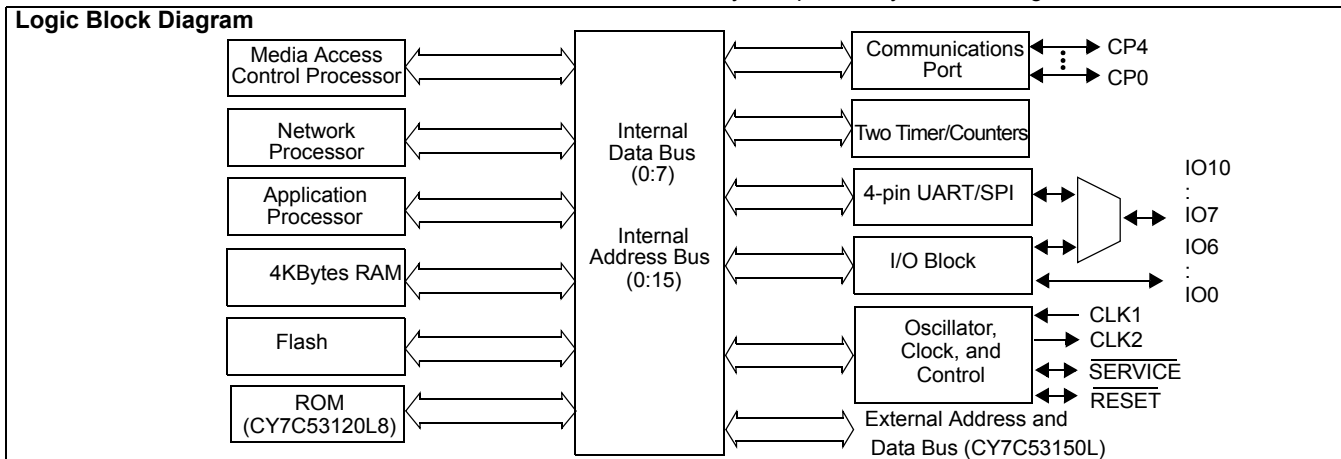 Logic Block Diagram
Media Access
Control Processor
Network
Processor
Application
Processor
4KBytes RAM
Flash
ROM
(CY7C53120L8)
Internal
Data Bus
(0:7)
Internal
Address Bus
(0:15)
Communications
Port
CP4
CP0
Two Timer/Counters
4-pin UART/SPI
I/O Block
IO10
:
IO7
IO6
:
IO0
Oscillator,
Clock, and
Control
CLK1
CLK2
SERVICE
RESET
External Address and
Data Bus (CY7C53150L)